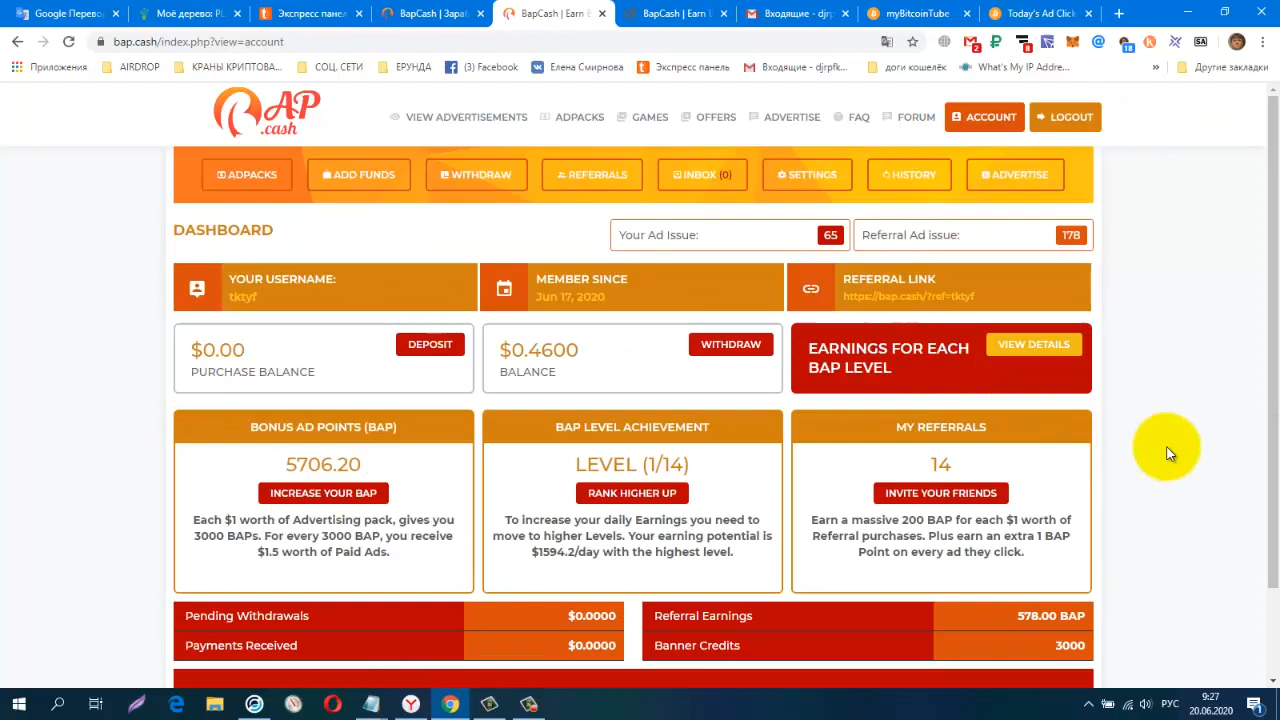 Моё дерево PL
Экспресс пане
BapCash | Зараб
BapCash | Earn B
BapCash | Earn B
Входящие - djrp
myBitcoinTube
Today's Ad Click
bap.cash/index.php?view=account
2
8
18
SA
Приложения
AIRDROP
КРАНЫ КРИПТОВА...
СОЦ. СЕТИ
ЕРУНДА
(3) Facebook
Елена Смирнова
Экспресс панель
Входящие - djrpfk...
доги кошелёк
What's My IP Addre...
»
Другие закладки
BAP
.cash
VIEW ADVERTISEMENTS
ADPACKS
GAMES
OFFERS
ADVERTISE
FAQ
FORUM
ACCOUNT
LOGOUT
ADPACKS
ADD FUNDS
WITHDRAW
REFERRALS
INBOX (0)
SETTINGS
HISTORY
ADVERTISE
DASHBOARD
Your Ad Issue: 65
Referral Ad issue: 178
YOUR USERNAME:
tktyf
MEMBER SINCE
Jun 17, 2020
REFERRAL LINK
https://bap.cash/?ref=tktyf
$0.00
DEPOSIT
PURCHASE BALANCE
$0.4600
WITHDRAW
BALANCE
EARNINGS FOR EACH
BAP LEVEL
VIEW DETAILS
BONUS AD POINTS (BAP)
5706.20
INCREASE YOUR BAP
Each $1 worth of Advertising pack, gives you
3000 BAPs. For every 3000 BAP, you receive
$1.5 worth of Paid Ads.
BAP LEVEL ACHIEVEMENT
LEVEL (1/14)
RANK HIGHER UP
To increase your daily Earnings you need to
move to higher Levels. Your earning potential is
$1594.2/day with the highest level.
MY REFERRALS
14
INVITE YOUR FRIENDS
Earn a massive 200 BAP for each $1 worth of
Referral purchases. Plus earn an extra 1 BAP
Point on every ad they click.
Pending Withdrawals $0.0000
Payments Received $0.0000
Referral Earnings 578.00 BAP
Banner Credits 3000
РУС
9:27
20.06.2020
1